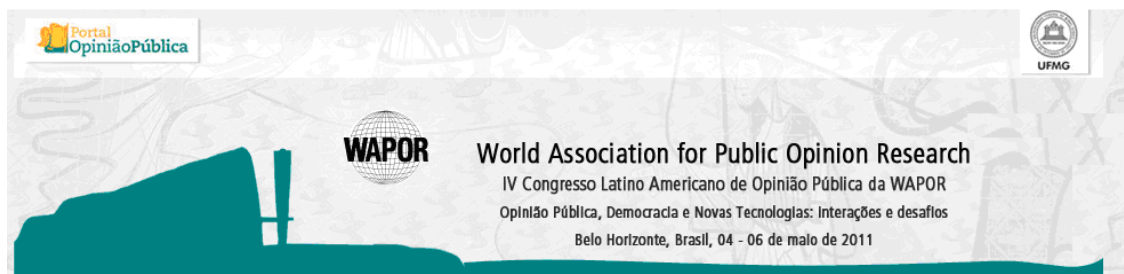 Portal
OpiniãoPública
UFMG
WAPOR
World Association for Public Opinion Research
IV Congresso Latino Americano de Opinião Pública da WAPOR
Opinião Pública, Democracia e Novas Tecnologias: Interações e desafios
Belo Horizonte, Brasil, 04 - 06 de maio de 2011